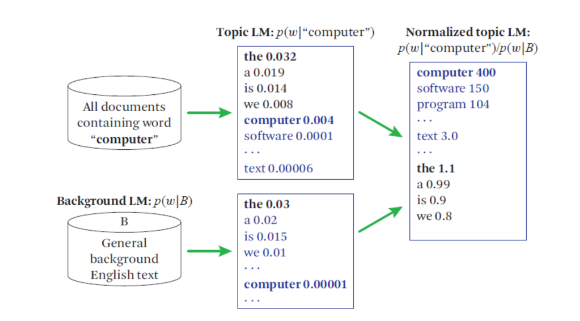 Topic LM: p(w|“computer”)
Normalized topic LM:
p(w|“computer”)/p(w|B)
All documents
containing word
“computer”
the 0.032
a 0.019
is 0.014
we 0.008
computer 0.004
software 0.0001
. . .
text 0.00006
computer 400
software 150
program 104
. . .
text 3.0
. . .
the 1.1
a 0.99
is 0.9
we 0.8
Background LM: p(w|B)
B
General
background
English text
the 0.03
a 0.02
is 0.015
we 0.01
. . .
computer 0.00001
. . .